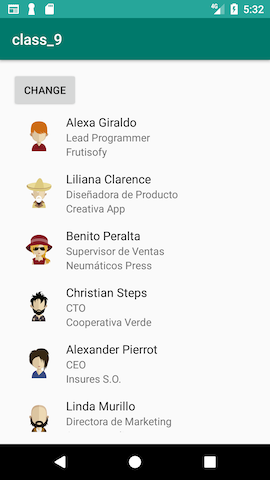 4G 5:32
class_9
CHANGE
Alexa Giraldo
Lead Programmer
Frutisofy
Liliana Clarence
Diseñadora de Producto
Creativa App
Benito Peralta
Supervisor de Ventas
Neumáticos Press
Christian Steps
CTO
Cooperativa Verde
Alexander Pierrot
CEO
Insures S.O.
Linda Murillo
Directora de Marketing